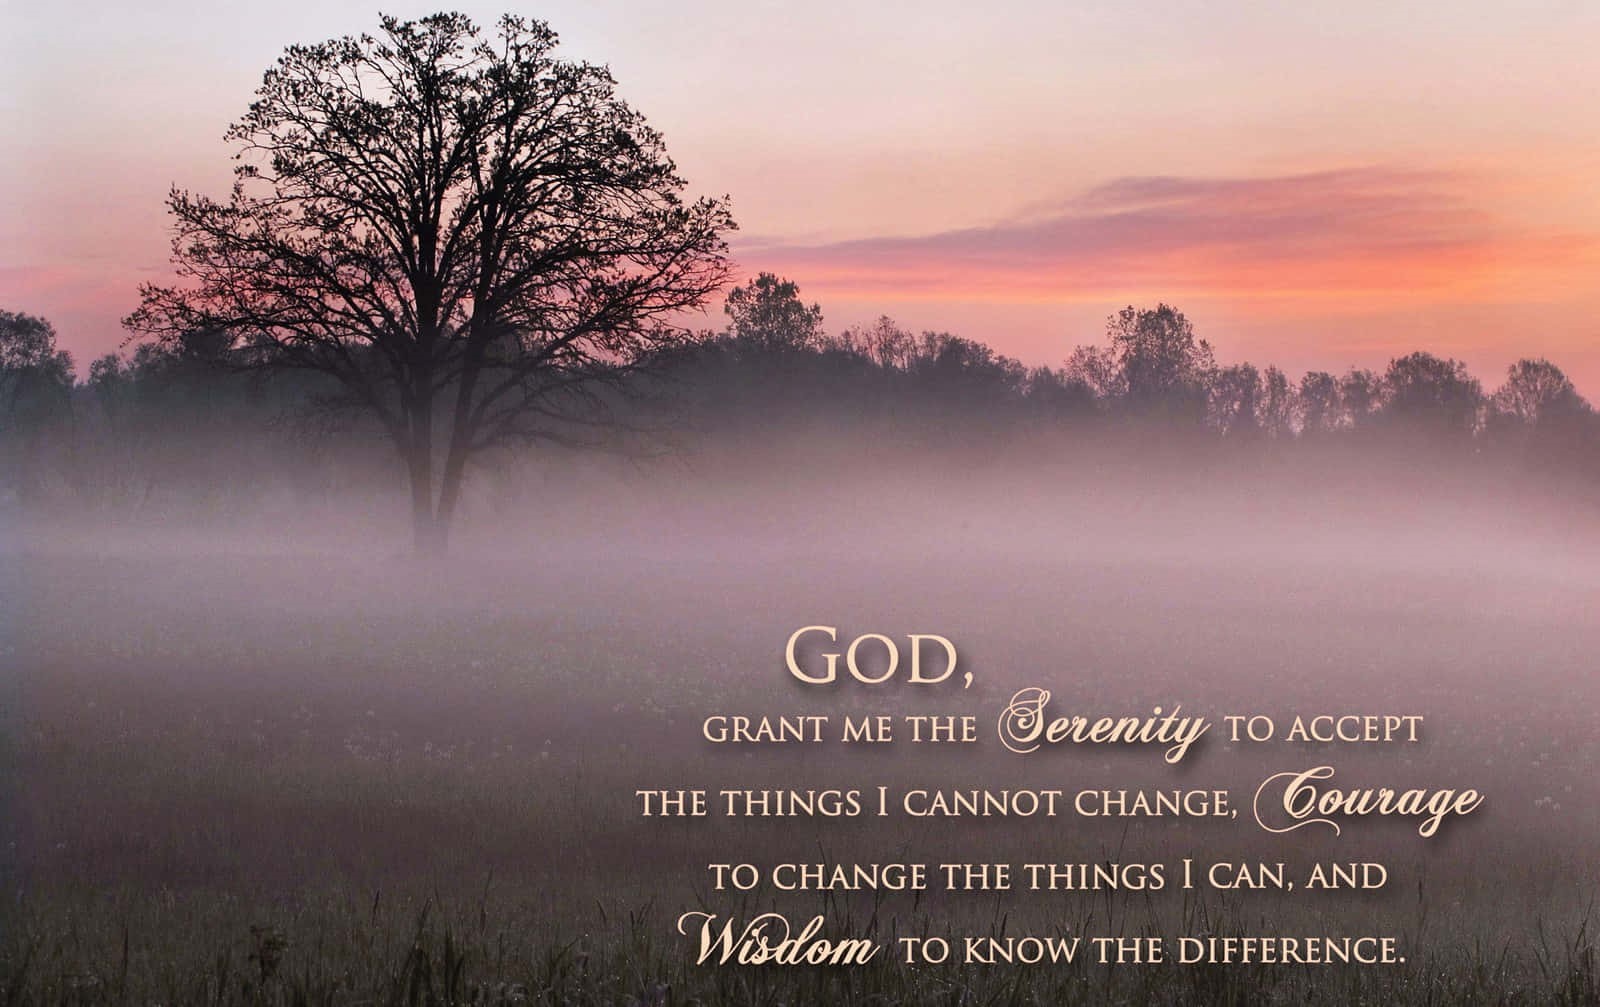 GOD,
GRANT ME THE Serenity TO ACCEPT
THE THINGS I CANNOT CHANGE, Courage
TO CHANGE THE THINGS I CAN, AND
Wisdom TO KNOW THE DIFFERENCE.